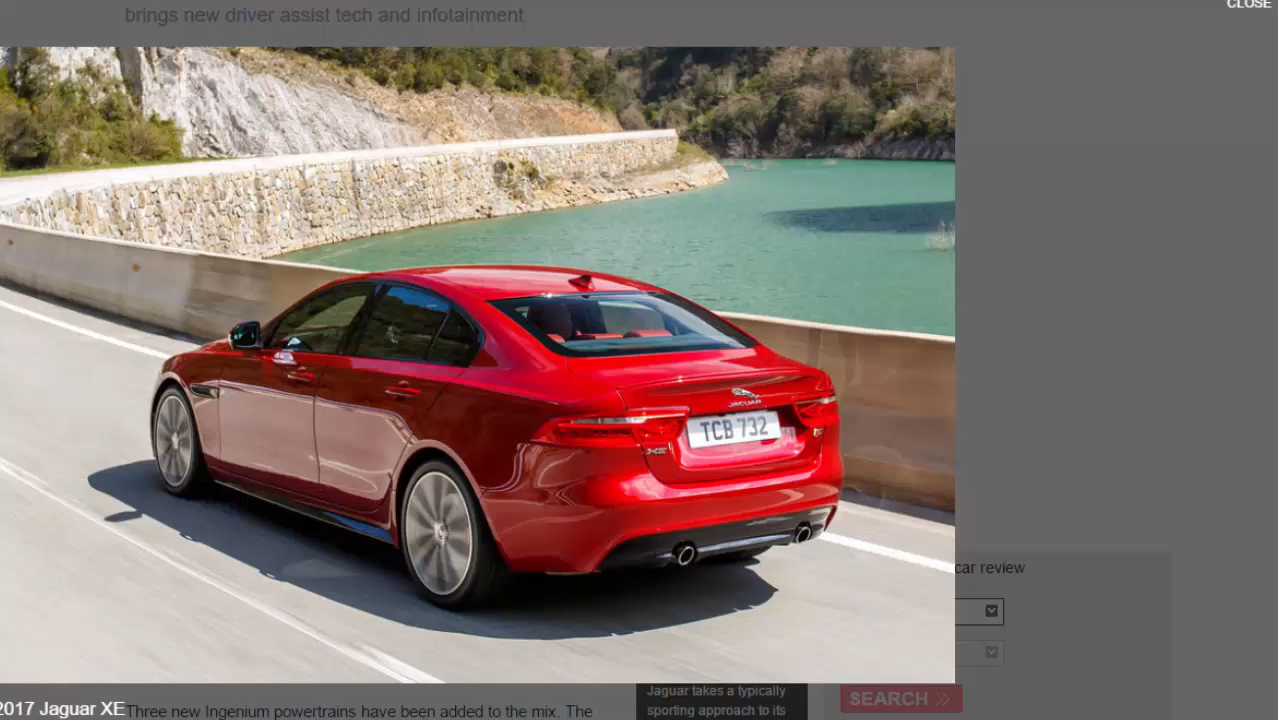 CLOSE
brings new driver assist tech and infotainment
JAGUAR
TCB 732
XE
S
car review
Jaguar takes a typically
sporting approach to its
SEARCH
2017 Jaguar XE
Three new Ingenium powertrains have been added to the mix. The